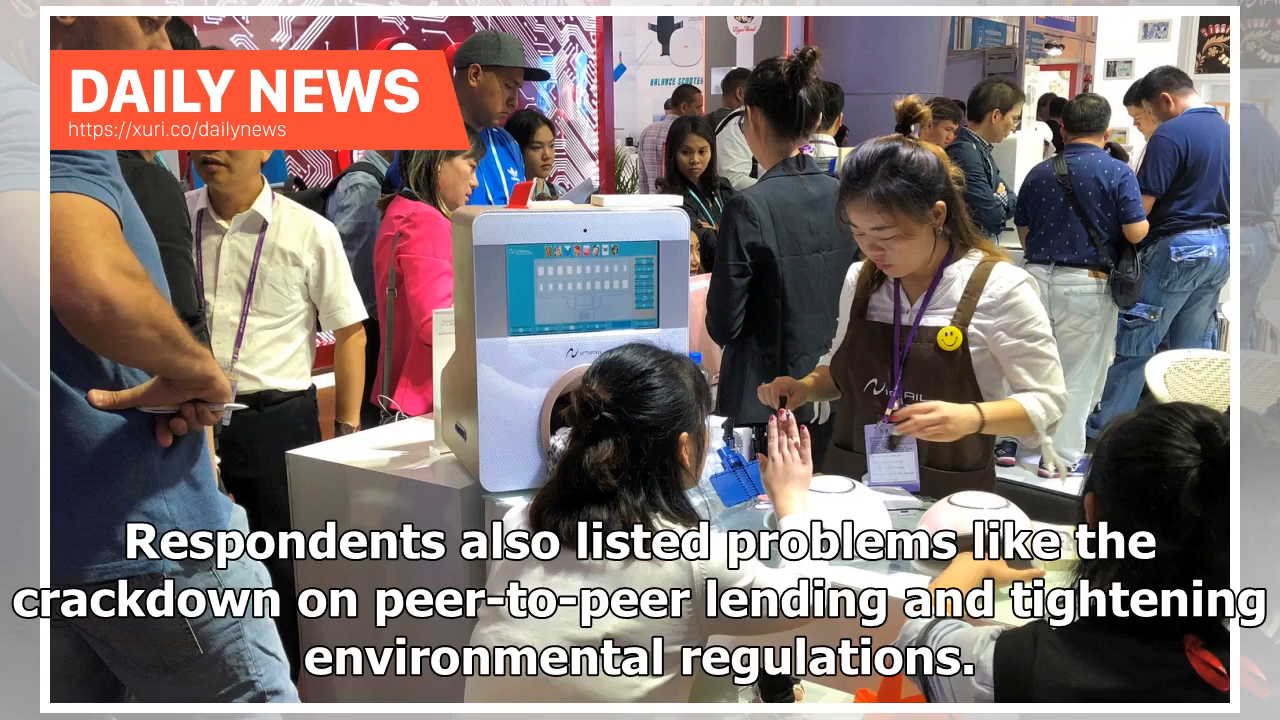 DAILY NEWS
https://xuri.co/dailynews
BALANCE SCOOTER
Respondents also listed problems like the
crackdown on peer-to-peer lending and tightening
environmental regulations.